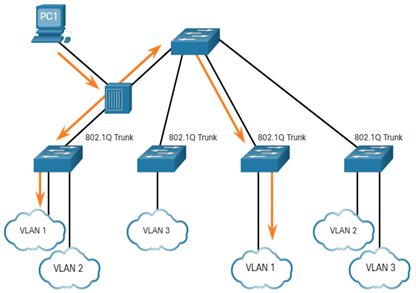 PC1
802.1Q Trunk
802.1Q Trunk
802.1Q Trunk
802.1Q Trunk
VLAN 1
VLAN 2
VLAN 3
VLAN 1
VLAN 2
VLAN 3